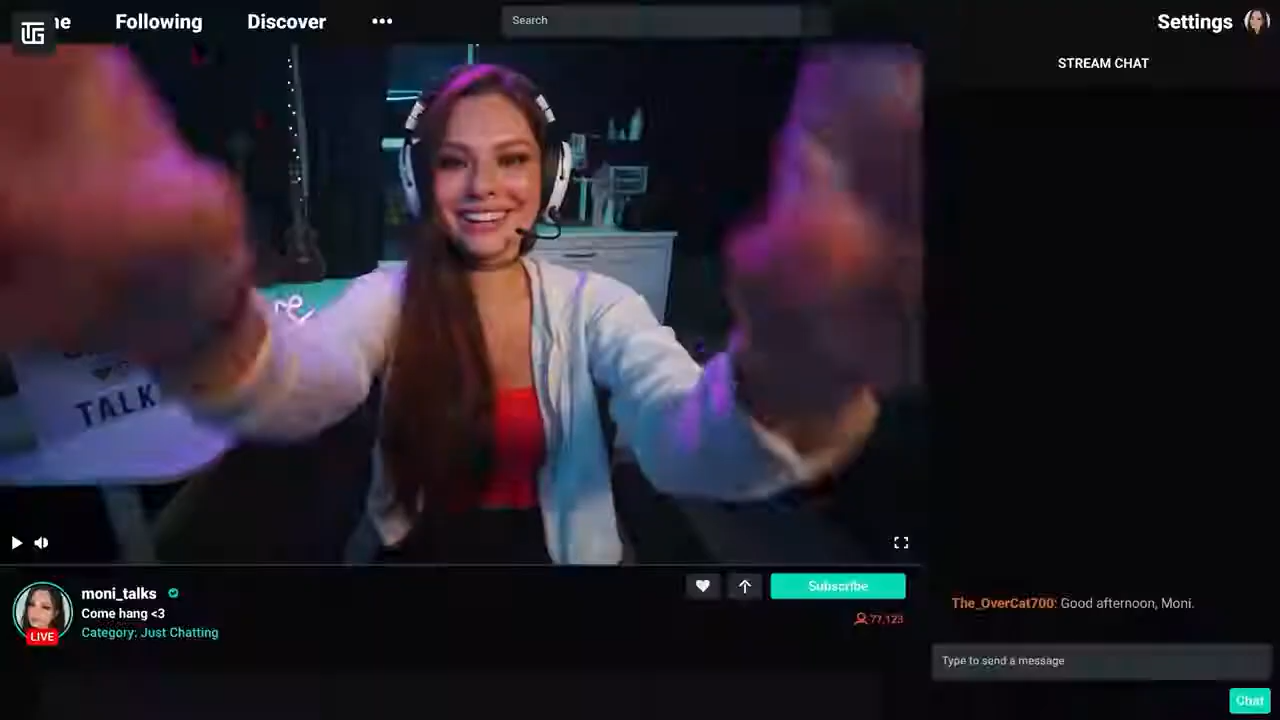 Following
Discover
•••
Search
Settings
STREAM CHAT
TALK
moni_talks
LIVE
Come hang <3
Category: Just Chatting
Subscribe
77,123
The_OverCat700: Good afternoon, Moni.
Type to send a message
Chat